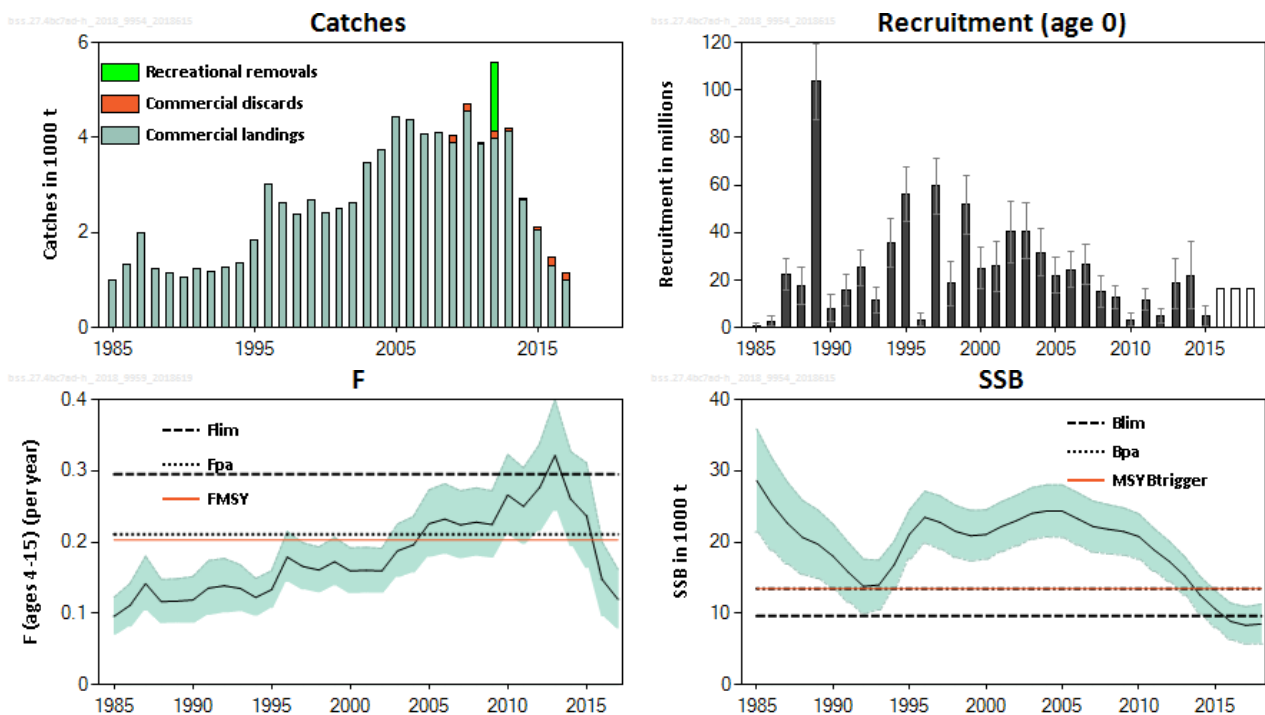 bss.27.4bc7ad-h_2018_9954_2018615
Catches
Catches in 1000 t
6
4
2
0
Recreational removals
Commercial discards
Commercial landings
1985
1995
2005
2015
bss.27.4bc7ad-h_2018_9954_2018615
Recruitment (age 0)
Recruitment in millions
120
100
80
60
40
20
0
1985
1990
1995
2000
2005
2010
2015
bss.27.4bc7ad-h_2018_9959_2018619
F
F (ages 4-15) (per year)
0.4
0.3
0.2
0.1
0
Flim
Fpa
FMSY
1985
1990
1995
2000
2005
2010
2015
bss.27.4bc7ad-h_2018_9954_2018615
SSB
SSB in 1000 t
40
30
20
10
0
Blim
Bpa
MSYBtrigger
1985
1990
1995
2000
2005
2010
2015